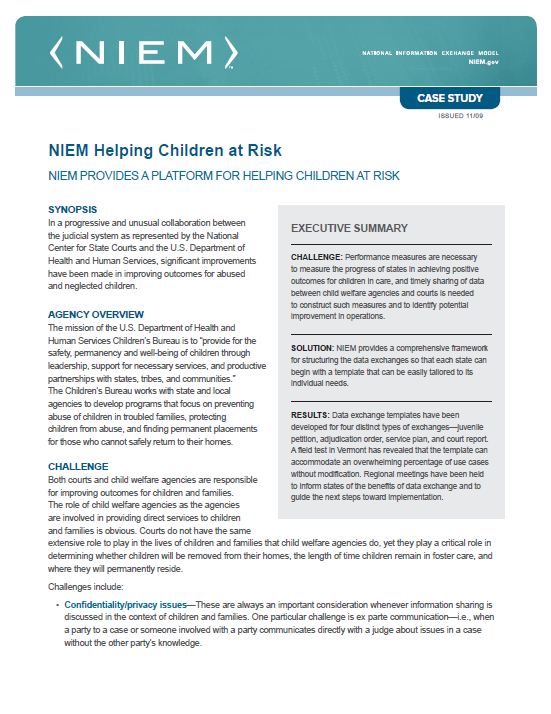 NIEM
NATIONAL INFORMATION EXCHANGE MODEL
NIEM.gov
CASE STUDY
ISSUED 11/09
NIEM Helping Children at Risk
NIEM PROVIDES A PLATFORM FOR HELPING CHILDREN AT RISK
SYNOPSIS
In a progressive and unusual collaboration between
the judicial system as represented by the National
Center for State Courts and the U.S. Department of
Health and Human Services, significant improvements
have been made in improving outcomes for abused
and neglected children.
AGENCY OVERVIEW
The mission of the U.S. Department of Health and
Human Services Children's Bureau is to "provide for the
safety, permanency and well-being of children through
leadership, support for necessary services, and productive
partnerships with states, tribes, and communities."
The Children's Bureau works with state and local
agencies to develop programs that focus on preventing
abuse of children in troubled families, protecting
children from abuse, and finding permanent placements
for those who cannot safely return to their homes.
CHALLENGE
Both courts and child welfare agencies are responsible
for improving outcomes for children and families.
The role of child welfare agencies as the agencies
are involved in providing direct services to children
and families is obvious. Courts do not have the same
extensive role to play in the lives of children and families that child welfare agencies do, yet they play a critical role in
determining whether children will be removed from their homes, the length of time children remain in foster care, and
where they will permanently reside.
Challenges include:
• Confidentiality/privacy issues—These are always an important consideration whenever information sharing is
discussed in the context of children and families. One particular challenge is ex parte communication—i.e., when
a party to a case or someone involved with a party communicates directly with a judge about issues in a case
without the other party's knowledge.
EXECUTIVE SUMMARY
CHALLENGE: Performance measures are necessary
to measure the progress of states in achieving positive
outcomes for children in care, and timely sharing of data
between child welfare agencies and courts is needed
to construct such measures and to identify potential
improvement in operations.
SOLUTION: NIEM provides a comprehensive framework
for structuring the data exchanges so that each state can
begin with a template that can be easily tailored to its
individual needs.
RESULTS: Data exchange templates have been
developed for four distinct types of exchanges—juvenile
petition, adjudication order, service plan, and court report.
A field test in Vermont has revealed that the template can
accommodate an overwhelming percentage of use cases
without modification. Regional meetings have been held
to inform states of the benefits of data exchange and to
guide the next steps toward implementation.